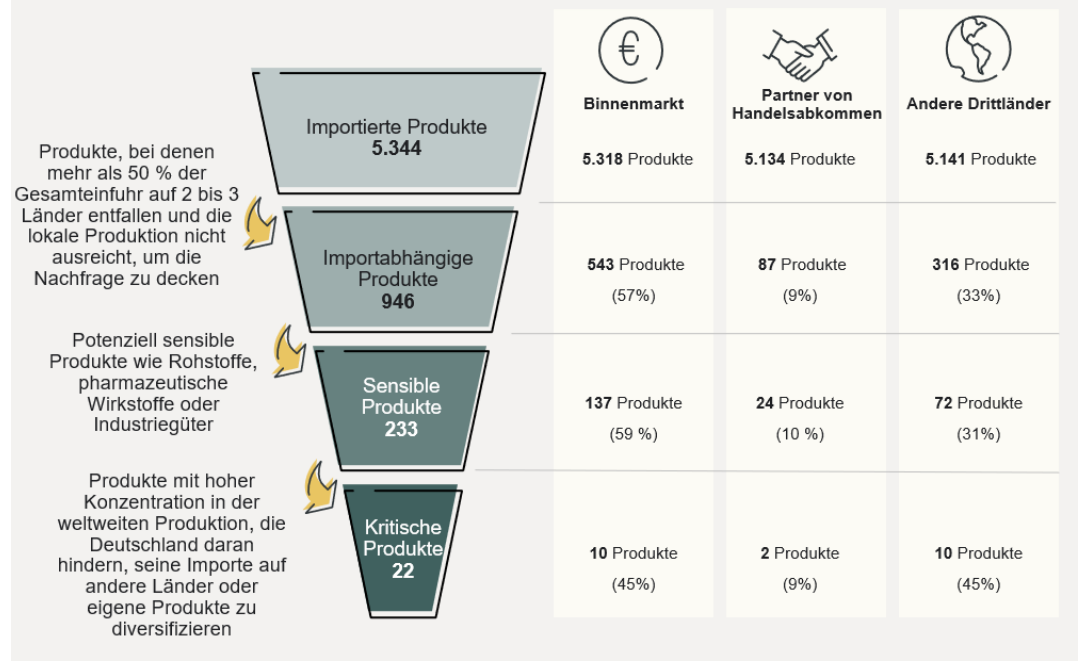 Binnenmarkt
Partner von
Handelsabkommen
Andere Drittländer
Importierte Produkte
5.344
5.318 Produkte
5.134 Produkte
5.141 Produkte
Produkte, bei denen
mehr als 50 % der
Gesamteinfuhr auf 2 bis 3
Länder entfallen und die
lokale Produktion nicht
ausreicht, um die
Nachfrage zu decken
Importabhängige
Produkte
946
543 Produkte
(57%)
87 Produkte
(9%)
316 Produkte
(33%)
Potenziell sensible
Produkte wie Rohstoffe,
pharmazeutische
Wirkstoffe oder
Industriegüter
Sensible
Produkte
233
137 Produkte
(59 %)
24 Produkte
(10 %)
72 Produkte
(31%)
Produkte mit hoher
Konzentration in der
weltweiten Produktion, die
Deutschland daran
hindern, seine Importe auf
andere Länder oder
eigene Produkte zu
diversifizieren
Kritische
Produkte
22
10 Produkte
(45%)
2 Produkte
(9%)
10 Produkte
(45%)